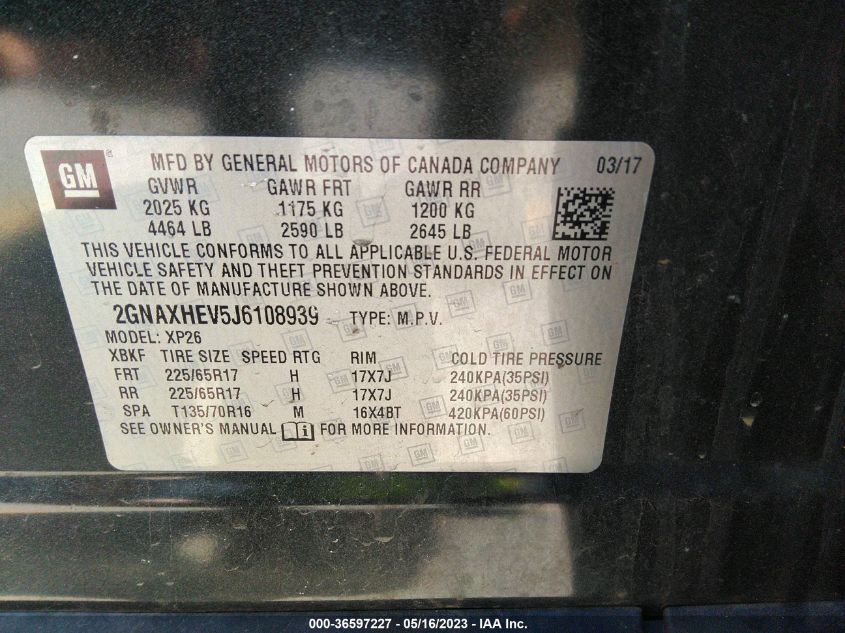 GM MFD BY GENERAL MOTORS OF CANADA COMPANY 03/17
GVWR GAWR FRT GAWR RR
2025 KG 1175 KG 1200 KG
4464 LB 2590 LB 2645 LB
THIS VEHICLE CONFORMS TO ALL APPLICABLE U.S. FEDERAL MOTOR
VEHICLE SAFETY AND THEFT PREVENTION STANDARDS IN EFFECT ON
THE DATE OF MANUFACTURE SHOWN ABOVE.
2GNAXHEV5J6108939 TYPE: M.P.V.
MODEL: XP26
XBKF TIRE SIZE SPEED RTG RIM COLD TIRE PRESSURE
FRT 225/65R17 H 17X7J 240KPA(35PSI)
RR 225/65R17 H 17X7J 240KPA(35PSI)
SPA T135/70R16 M 16X4BT 420KPA(60PSI)
SEE OWNER'S MANUAL FOR MORE INFORMATION.
000-36597227 - 05/16/2023 - IAA Inc.